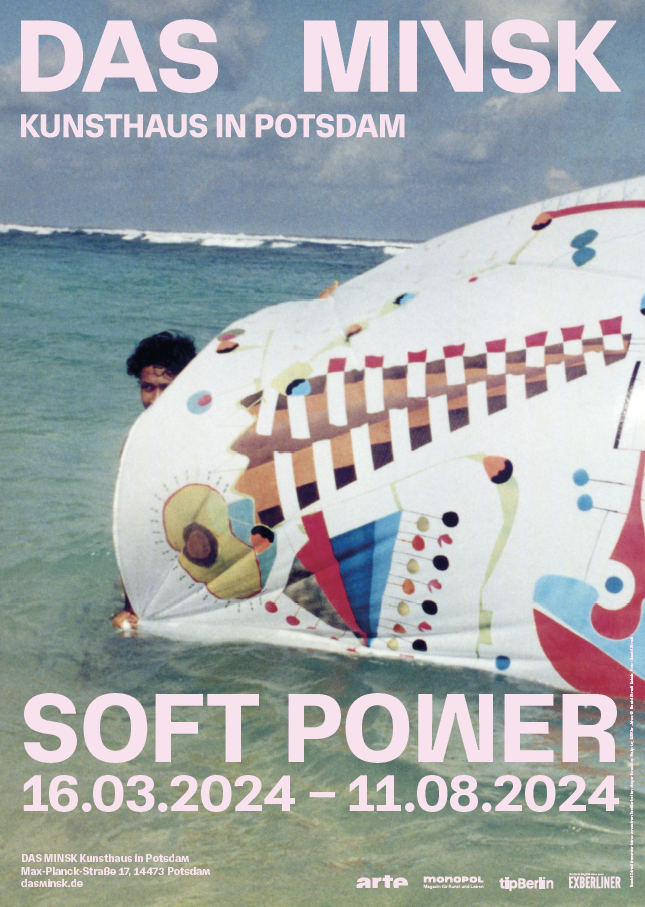 DAS MINSK
KUNSTHAUS IN POTSDAM
SOFT POWER
16.03.2024 – 11.08.2024
DAS MINSK Kunsthaus in Potsdam
Max-Planck-Straße 17, 14473 Potsdam
dasminsk.de
arte
monopol
Magazin für Kunst und Leben
tipBerlin
EXBERLINER